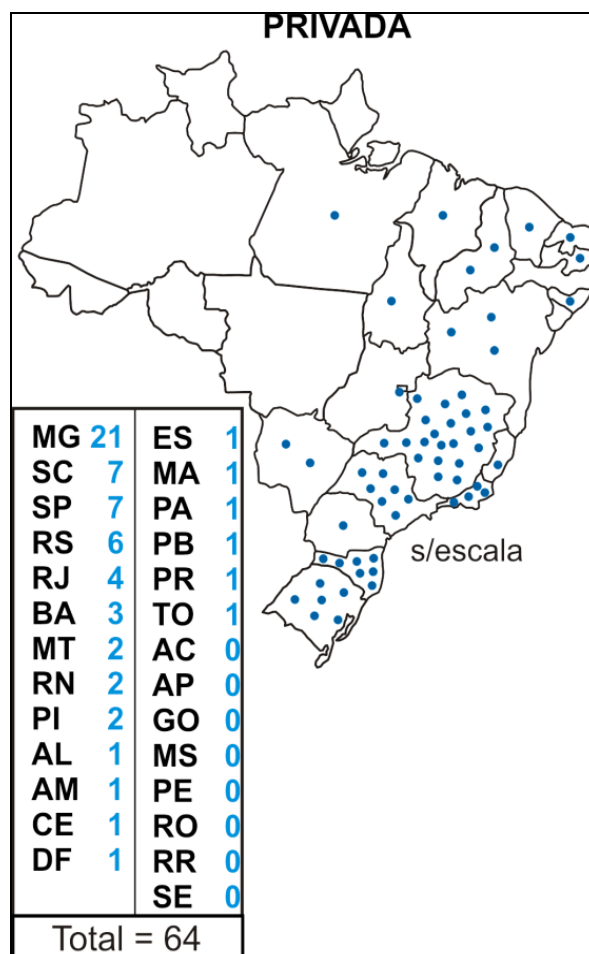 PRIVADA
s/escala
MG 21
SC 7
SP 7
RS 6
RJ 4
BA 3
MT 2
RN 2
PI 2
AL 1
AM 1
CE 1
DF 1
ES 1
MA 1
PA 1
PB 1
PR 1
TO 1
AC 0
AP 0
GO 0
MS 0
PE 0
RO 0
RR 0
SE 0
Total = 64